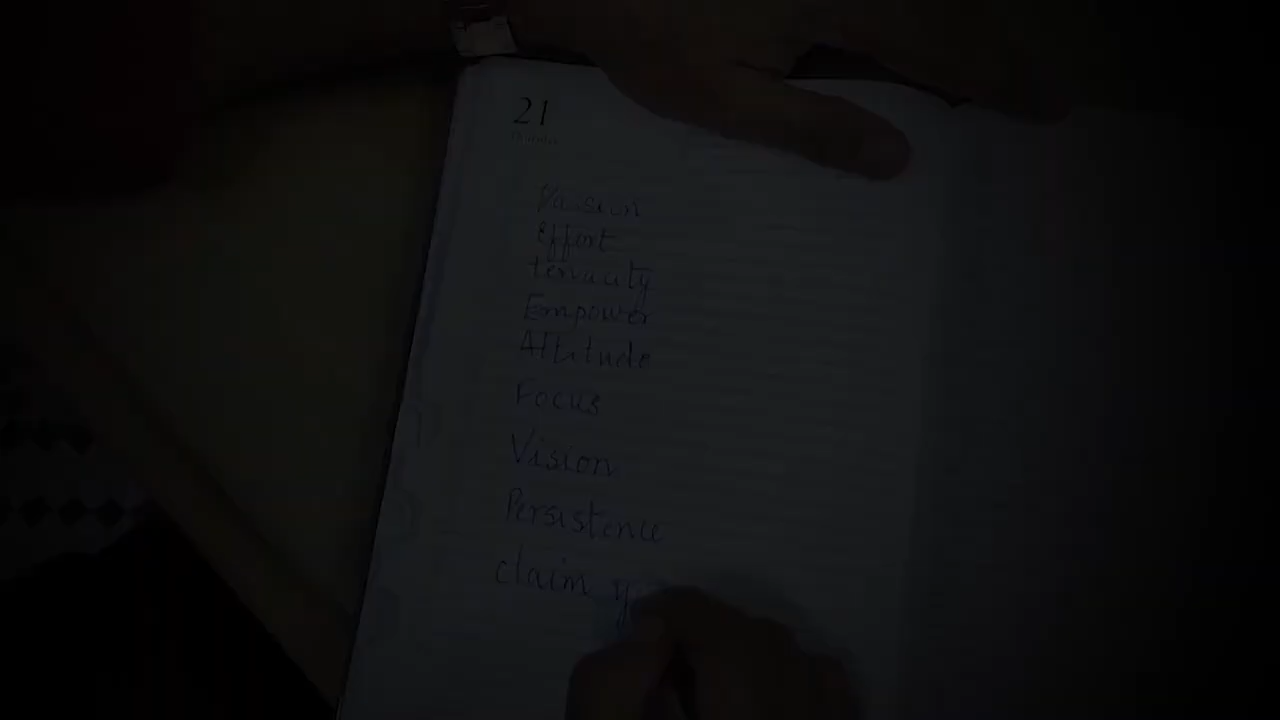 21
Passion
Effort
tenacity
Empower
Attitude
Focus
Vision
Persistence
claim